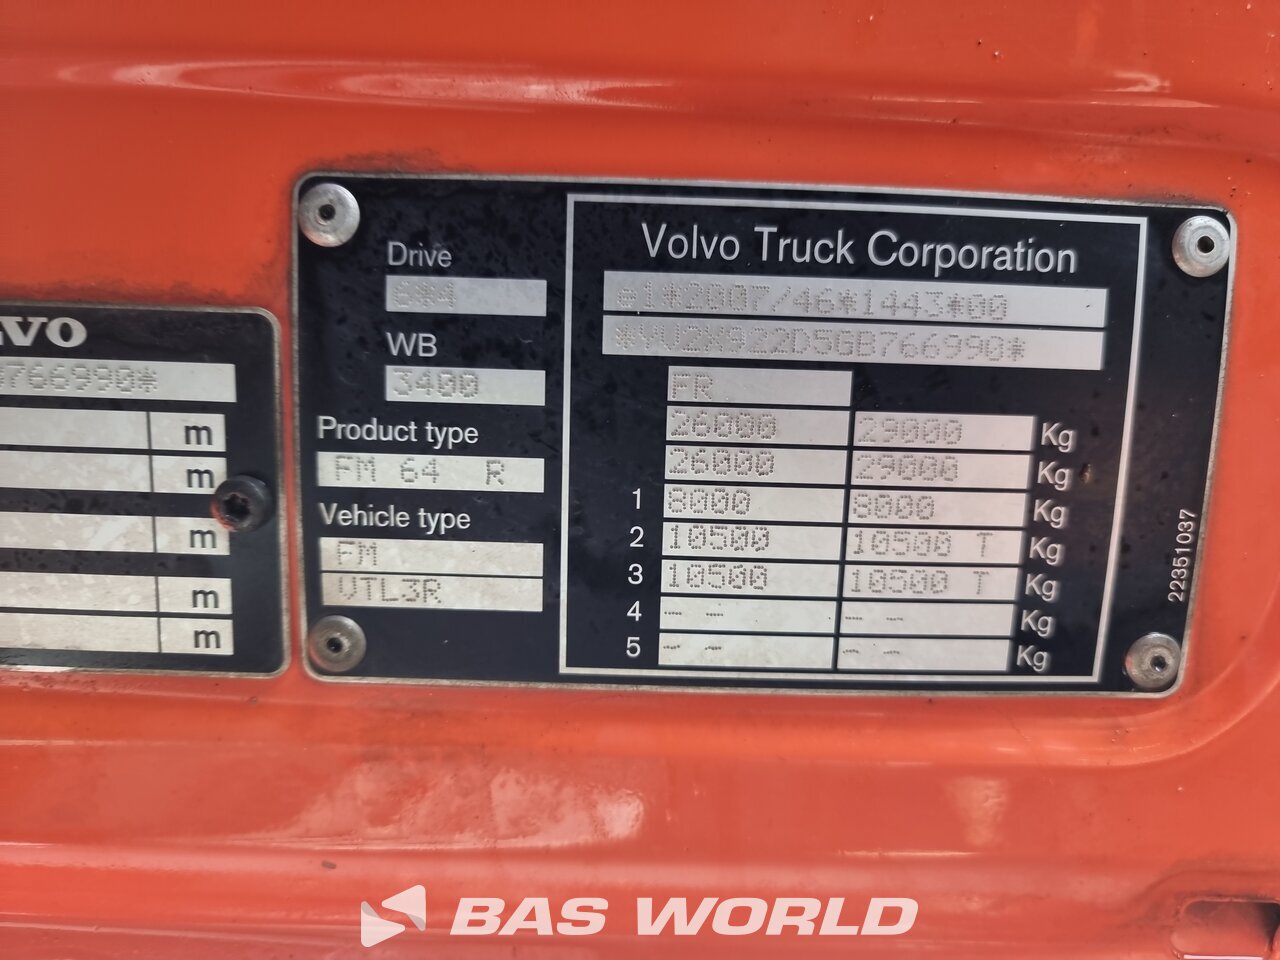 VO
766990*
m
m
m
m
m
Drive
6*4
WB
3400
Product type
FM 64 R
Vehicle type
FM
VTL3R
Volvo Truck Corporation
e1*2007/46*1443*00
FR
26000 29000 Kg
26000 29000 Kg
1 8000 8000 Kg
2 10500 10500 T Kg
3 10500 10500 T Kg
4 -- -- -- -- Kg
5 -- -- -- -- Kg
22351037
BAS WORLD